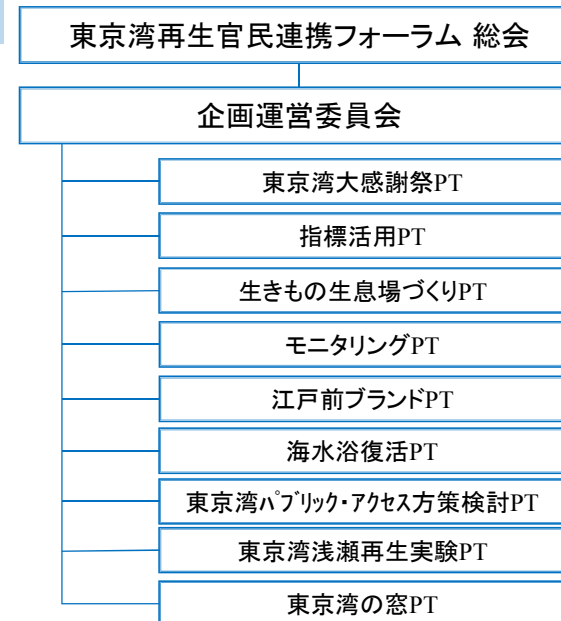 東京湾再生官民連携フォーラム 総会
企画運営委員会
東京湾大感謝祭PT
指標活用PT
生きもの生息場づくりPT
モニタリングPT
江戸前ブランドPT
海水浴復活PT
東京湾ﾊﾟﾌﾞﾘｯｸ・ｱｸｾｽ方策検討PT
東京湾浅瀬再生実験PT
東京湾の窓PT